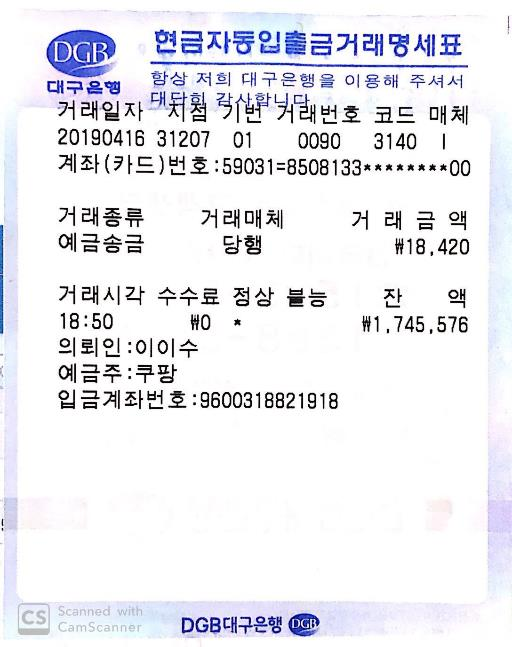 DGB
대구은행
현금자동입출금거래명세표
항상 저희 대구은행을 이용해 주셔서
대단히 감사합니다
거래일자 지점 기번 거래번호 코드 매체
20190416 31207 01 0090 3140 I
계좌(카드)번호:59031=8508133********00
거래종류 거래매체 거 래 금 액
예금송금 당행 ₩18,420
거래시각 수수료 정상 불능 잔 액
18:50 ₩0 * ₩1,745,576
의뢰인:이이수
예금주:쿠팡
입금계좌번호:9600318821918
CS Scanned with
CamScanner
DGB대구은행 DGB